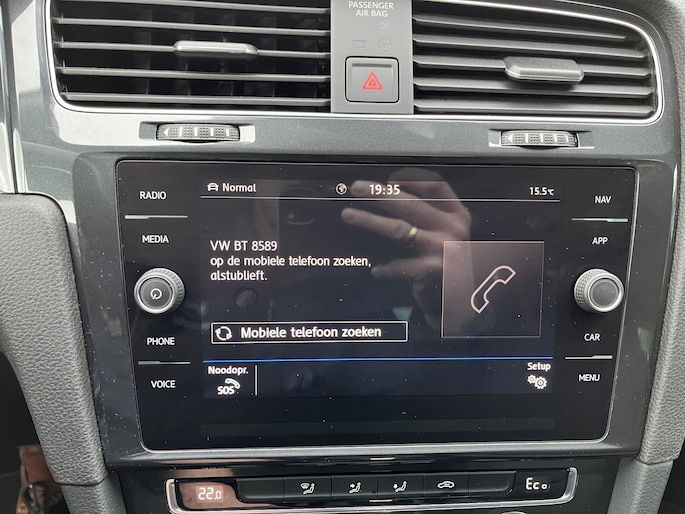 PASSENGER
AIR BAG
RADIO
MEDIA
PHONE
VOICE
Normal
19:35
15.5°C
VW BT 8589
op de mobiele telefoon zoeken,
alstublieft.
Mobiele telefoon zoeken
Noodopr.
SOS
Setup
NAV
APP
CAR
MENU
22.0
Eco